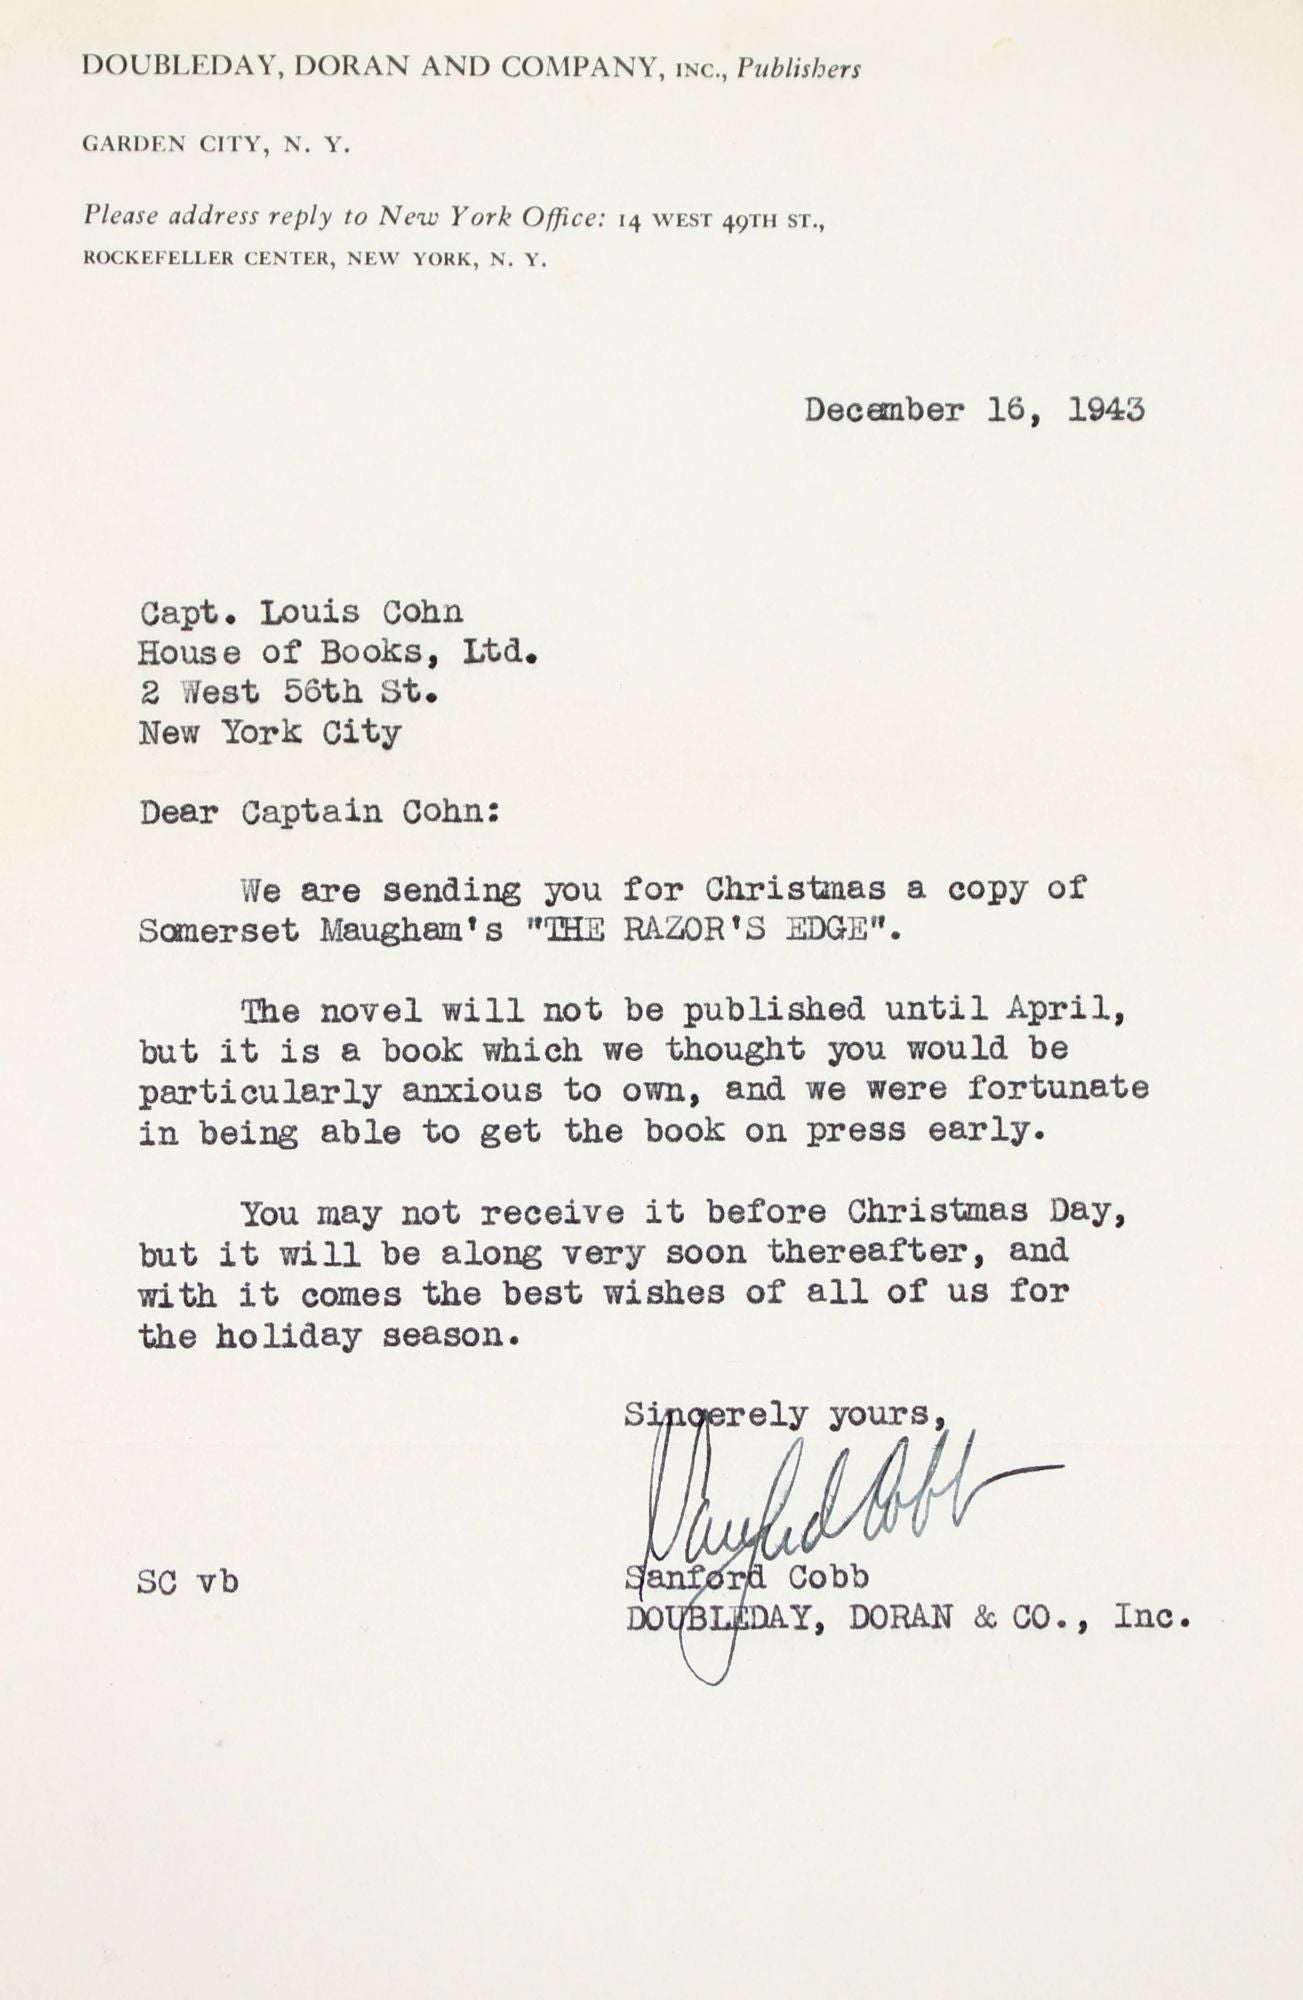 DOUBLEDAY, DORAN AND COMPANY, INC., Publishers
GARDEN CITY, N. Y.
Please address reply to New York Office: 14 WEST 49TH ST.,
ROCKEFELLER CENTER, NEW YORK, N. Y.
December 16, 1943
Capt. Louis Cohn
House of Books, Ltd.
2 West 56th St.
New York City
Dear Captain Cohn:
We are sending you for Christmas a copy of
Somerset Maugham's "THE RAZOR'S EDGE".
The novel will not be published until April,
but it is a book which we thought you would be
particularly anxious to own, and we were fortunate
in being able to get the book on press early.
You may not receive it before Christmas Day,
but it will be along very soon thereafter, and
with it comes the best wishes of all of us for
the holiday season.
Sincerely yours,
Sanford Cobb
SC vb
Sanford Cobb
DOUBLEDAY, DORAN & CO., Inc.